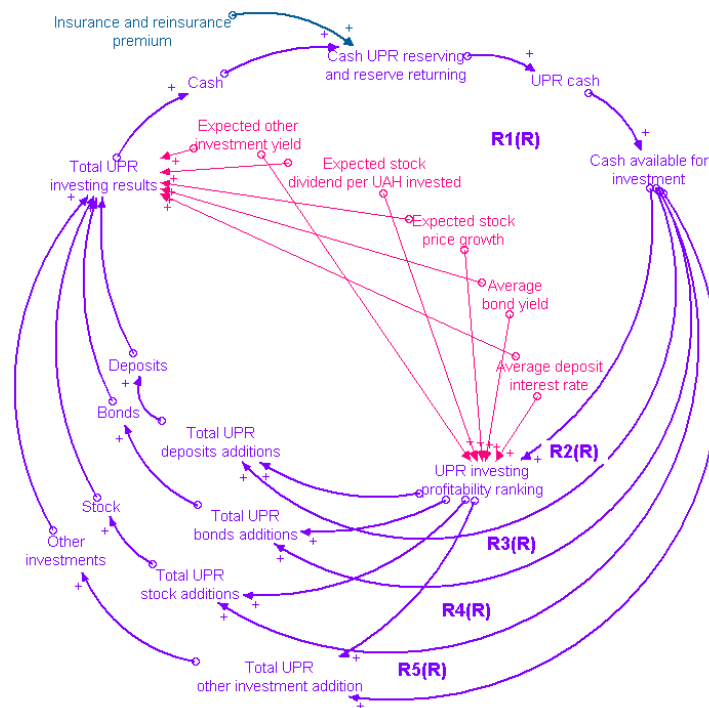 Insurance and reinsurance
premium
Cash UPR reserving
and reserve returning
Cash
UPR cash
R1(R)
Expected other
investment yield
Total UPR
investing results
Expected stock
dividend per UAH invested
Cash available for
investment
Expected stock
price growth
Average
bond yield
Average deposit
interest rate
Deposits
Bonds
Total UPR
deposits additions
UPR investing
profitability ranking
R2(R)
Stock
Total UPR
bonds additions
R3(R)
Other
investments
Total UPR
stock additions
R4(R)
Total UPR
other investment addition
R5(R)